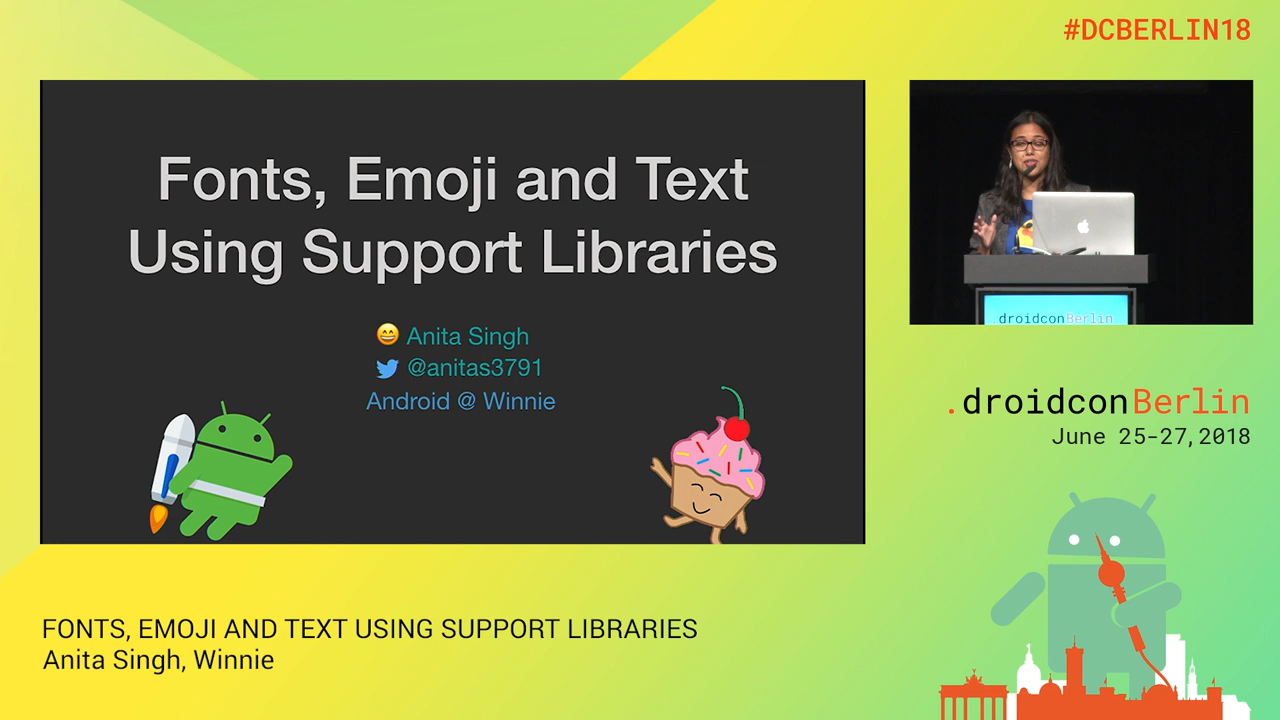 #DCBERLIN18
Fonts, Emoji and Text
Using Support Libraries
Anita Singh
@anitas3791
Android @ Winnie
droidconBerlin
.droidconBerlin
June 25-27, 2018
FONTS, EMOJI AND TEXT USING SUPPORT LIBRARIES
Anita Singh, Winnie